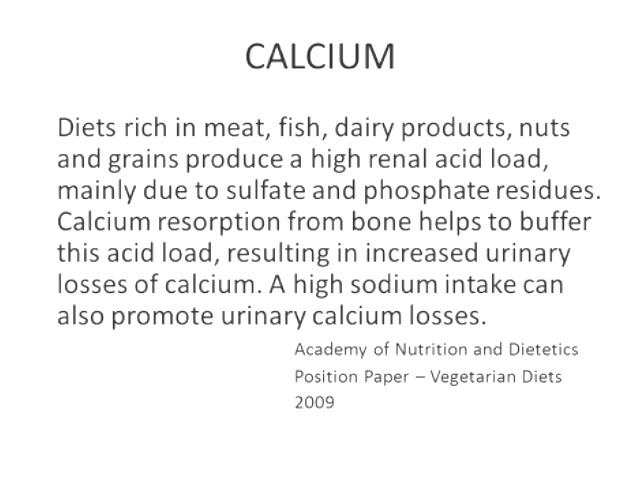 CALCIUM
Diets rich in meat, fish, dairy products, nuts
and grains produce a high renal acid load,
mainly due to sulfate and phosphate residues.
Calcium resorption from bone helps to buffer
this acid load, resulting in increased urinary
losses of calcium. A high sodium intake can
also promote urinary calcium losses.
Academy of Nutrition and Dietetics
Position Paper – Vegetarian Diets
2009